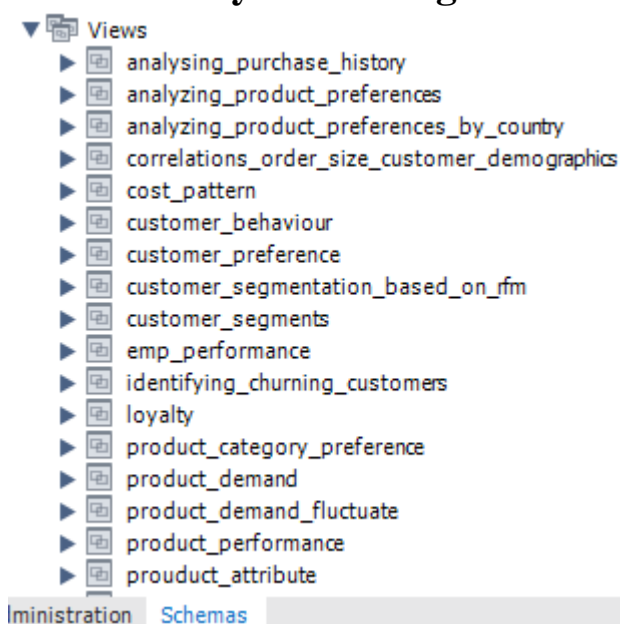 Views
analysing_purchase_history
analyzing_product_preferences
analyzing_product_preferences_by_country
correlations_order_size_customer_demographics
cost_pattern
customer_behaviour
customer_preference
customer_segmentation_based_on_rfm
customer_segments
emp_performance
identifying_churning_customers
loyalty
product_category_preference
product_demand
product_demand_fluctuate
product_performance
prouduct_attribute
ministration Schemas